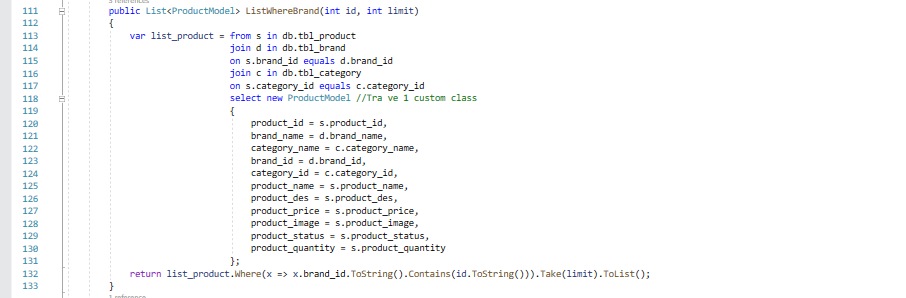 3 references
111 public List<ProductModel> ListWhereBrand(int id, int limit)
112 {
113 var list_product = from s in db.tbl_product
114 join d in db.tbl_brand
115 on s.brand_id equals d.brand_id
116 join c in db.tbl_category
117 on s.category_id equals c.category_id
118 select new ProductModel //Tra ve 1 custom class
119 {
120 product_id = s.product_id,
121 brand_name = d.brand_name,
122 category_name = c.category_name,
123 brand_id = d.brand_id,
124 category_id = c.category_id,
125 product_name = s.product_name,
126 product_des = s.product_des,
127 product_price = s.product_price,
128 product_image = s.product_image,
129 product_status = s.product_status,
130 product_quantity = s.product_quantity
131 };
132 return list_product.Where(x => x.brand_id.ToString().Contains(id.ToString())).Take(limit).ToList();
133 }
1 reference